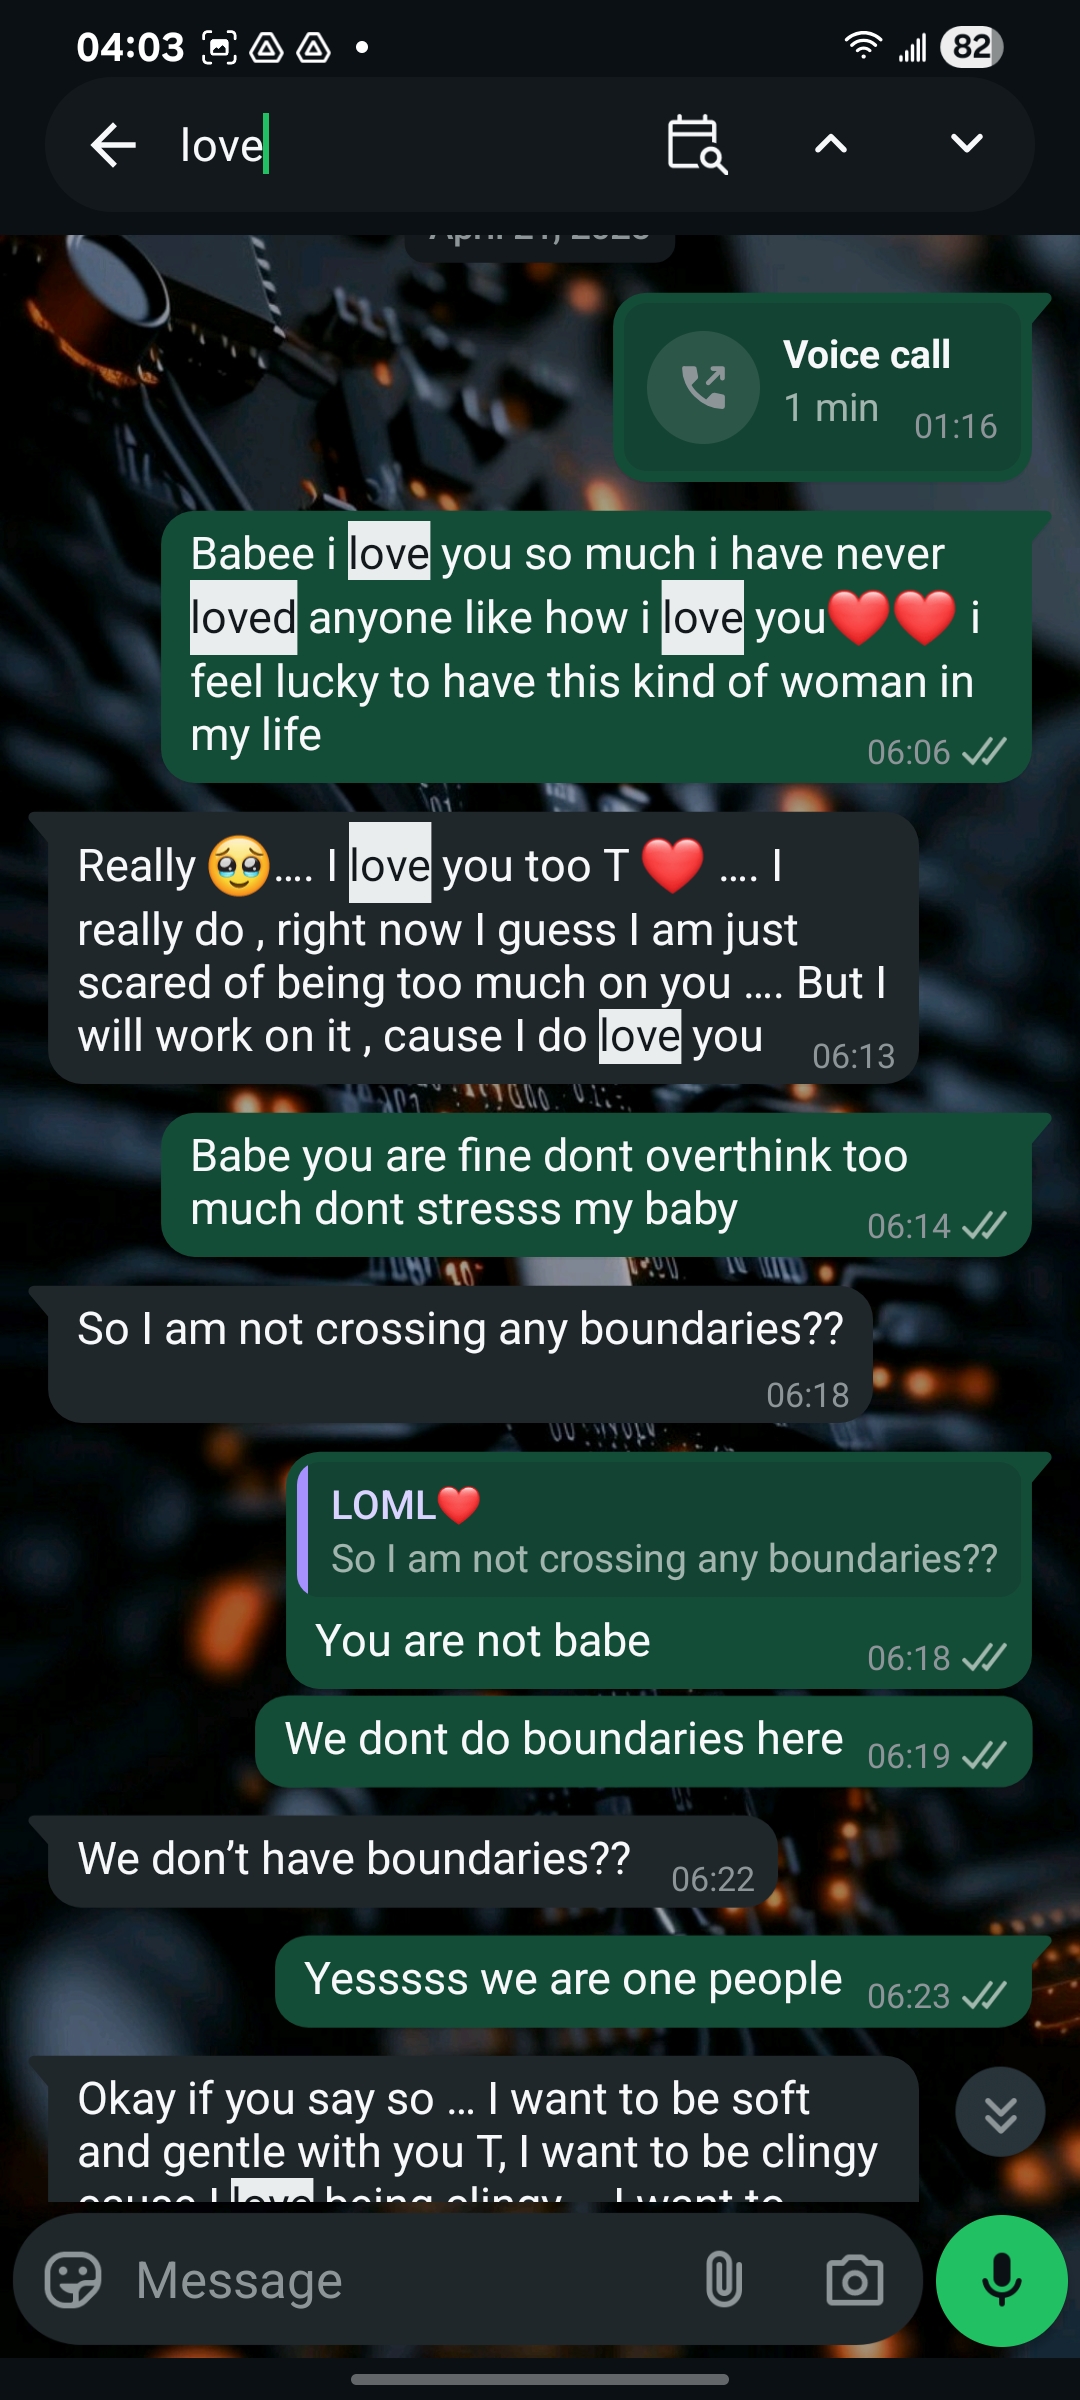 04:03
82
love
Voice call
1 min 01:16
Babee i love you so much i have never
loved anyone like how i love you❤️❤️ i
feel lucky to have this kind of woman in
my life
06:06
Really 🥹.... I love you too T ❤️ .... I
really do , right now I guess I am just
scared of being too much on you .... But I
will work on it , cause I do love you
06:13
Babe you are fine dont overthink too
much dont stresss my baby
06:14
So I am not crossing any boundaries??
06:18
LOML❤️
So I am not crossing any boundaries??
You are not babe
06:18
We dont do boundaries here
06:19
We don’t have boundaries??
06:22
Yesssss we are one people
06:23
Okay if you say so ... I want to be soft
and gentle with you T, I want to be clingy
cause I love being clingy ... I want to
Message